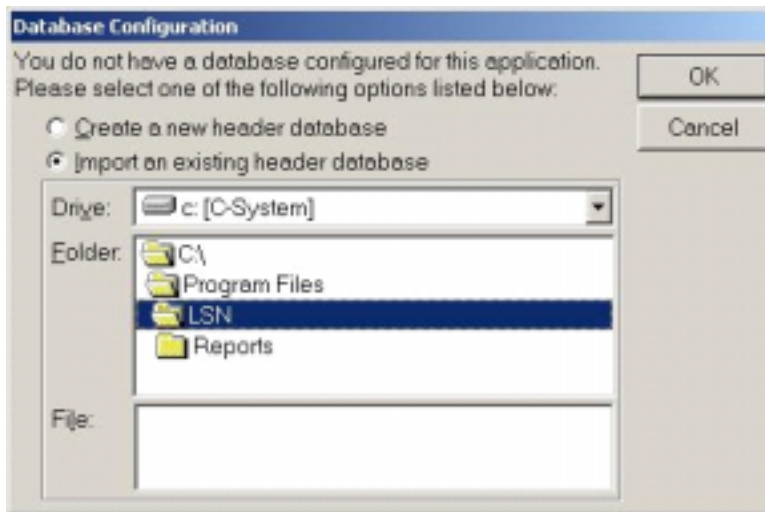 Database Configuration
You do not have a database configured for this application.
Please select one of the following options listed below:
OK
Cancel
Create a new header database
Import an existing header database
Drive:
c: [C-System]
Folder:
C:\
Program Files
LSN
Reports
File: